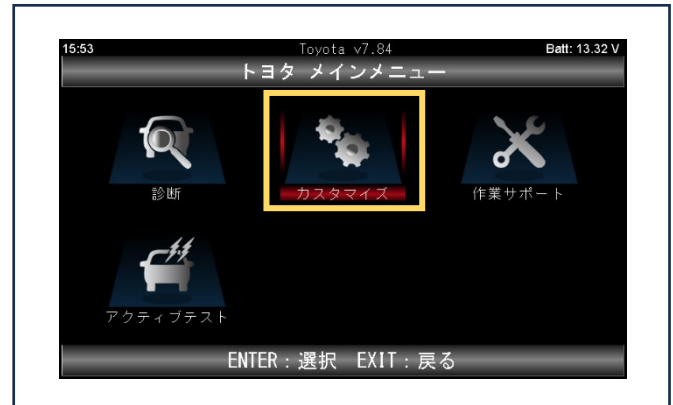 15:53 Toyota v7.84 Batt: 13.32 V
トヨタ メインメニュー
診断 カスタマイズ 作業サポート
アクティブテスト
ENTER：選択 EXIT：戻る